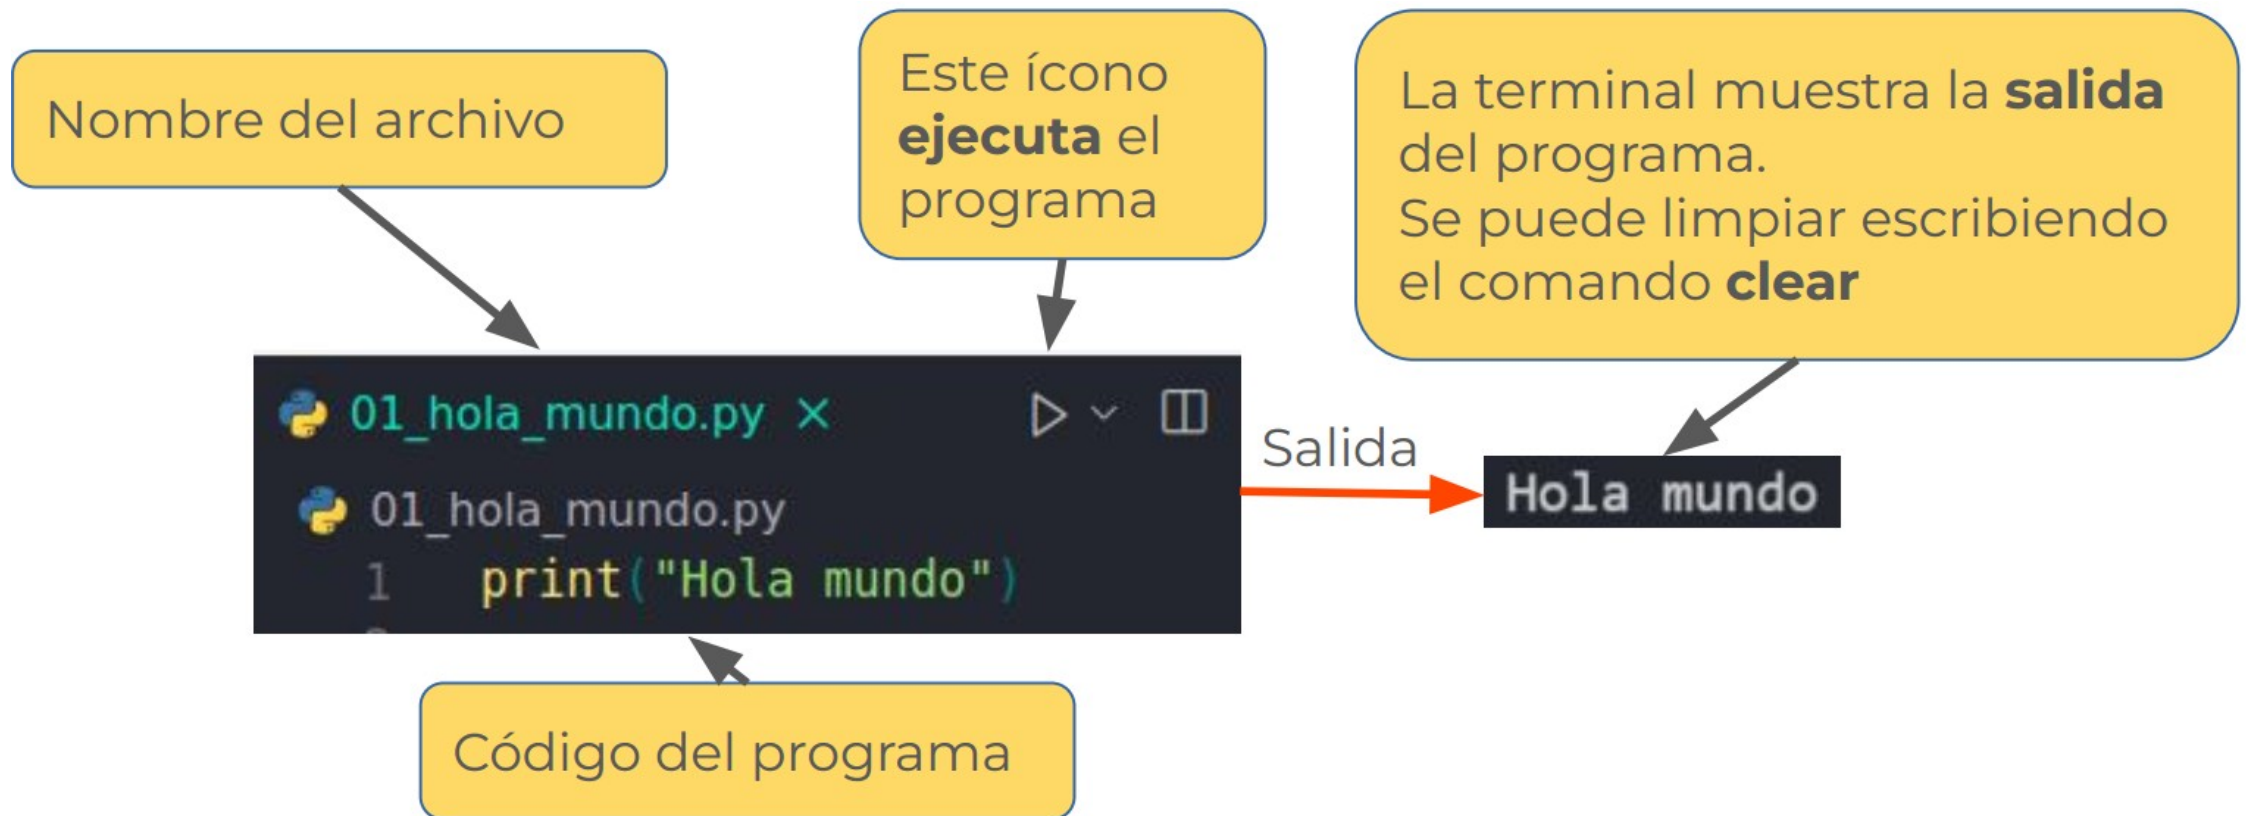 Nombre del archivo
Este ícono
ejecuta el
programa
La terminal muestra la salida
del programa.
Se puede limpiar escribiendo
el comando clear
01_hola_mundo.py
01_hola_mundo.py
1 print("Hola mundo")
Salida
Hola mundo
Código del programa